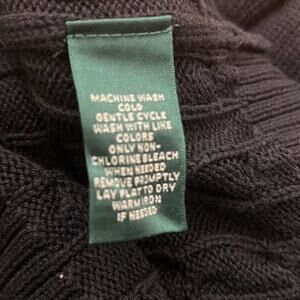 MACHINE WASH
COLD
GENTLE CYCLE
WASH WITH LIKE
COLORS
ONLY NON-
CHLORINE BLEACH
WHEN NEEDED
REMOVE PROMPTLY
LAY FLAT TO DRY
WARM IRON
IF NEEDED